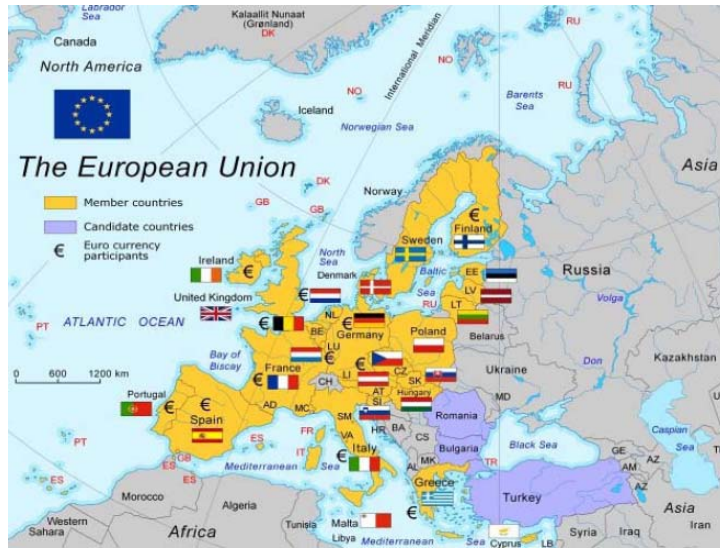 Labrador
Sea
Kalaallit Nunaat
(Grønland)
DK
RU
Canada
North America
International Meridian
NO
RU
Barents
Sea
NO
Iceland
Norwegian Sea
Asia
The European Union
Member countries
Candidate countries
€ Euro currency
participants
DK
GB
GB
Norway
€
Finland
Sweden
North
Sea
Ireland
€
Denmark
Baltic
Sea
EE
LV
LT
RU
Russia
Volga
United Kingdom
€
NL
ATLANTIC OCEAN
PT
€
BE
€
Germany
Poland
Belarus
Don
Kazakhstan
Bay of
Biscay
LU
€
€
CZ
SK
Ukraine
0 1200 km
France
€
CH
LI
AT
Hungary
MD
Portugal
€
€
Spain
AD
MC
SI
SM
HR
BA
Romania
Caspian
Sea
VA
CS
Bulgaria
Black Sea
GE
AM
AZ
AZ
PT
ES
FR
IT
Italy
€
MK
AL
TR
GB
ES
ES
ES
Mediterranean Sea
Greece
€
Turkey
Asia
Morocco
Algeria
Western
Sahara
Africa
Tunisia
Malta
Libya
Mediterranean Sea
Cyprus
LB
Syria
Iraq
Iran